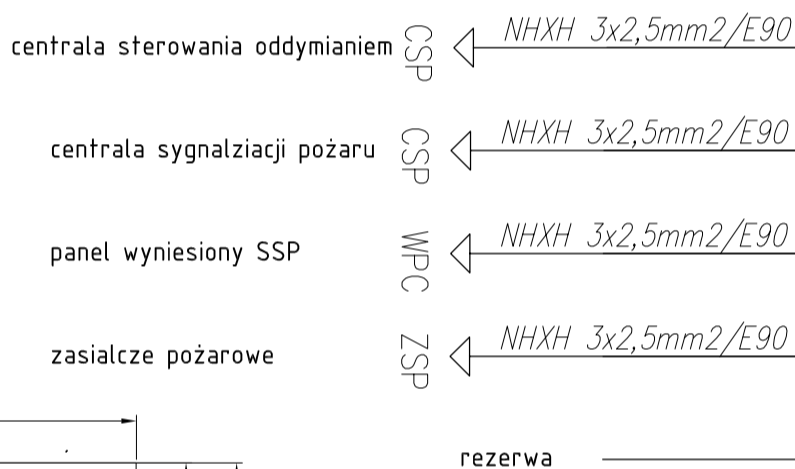 centrala sterowania oddymianiem CSP NHXH 3x2,5mm2/E90
centrala sygnalziacji pożaru CSP NHXH 3x2,5mm2/E90
panel wyniesiony SSP WPC NHXH 3x2,5mm2/E90
zasialcze pożarowe ZSP NHXH 3x2,5mm2/E90
rezerwa